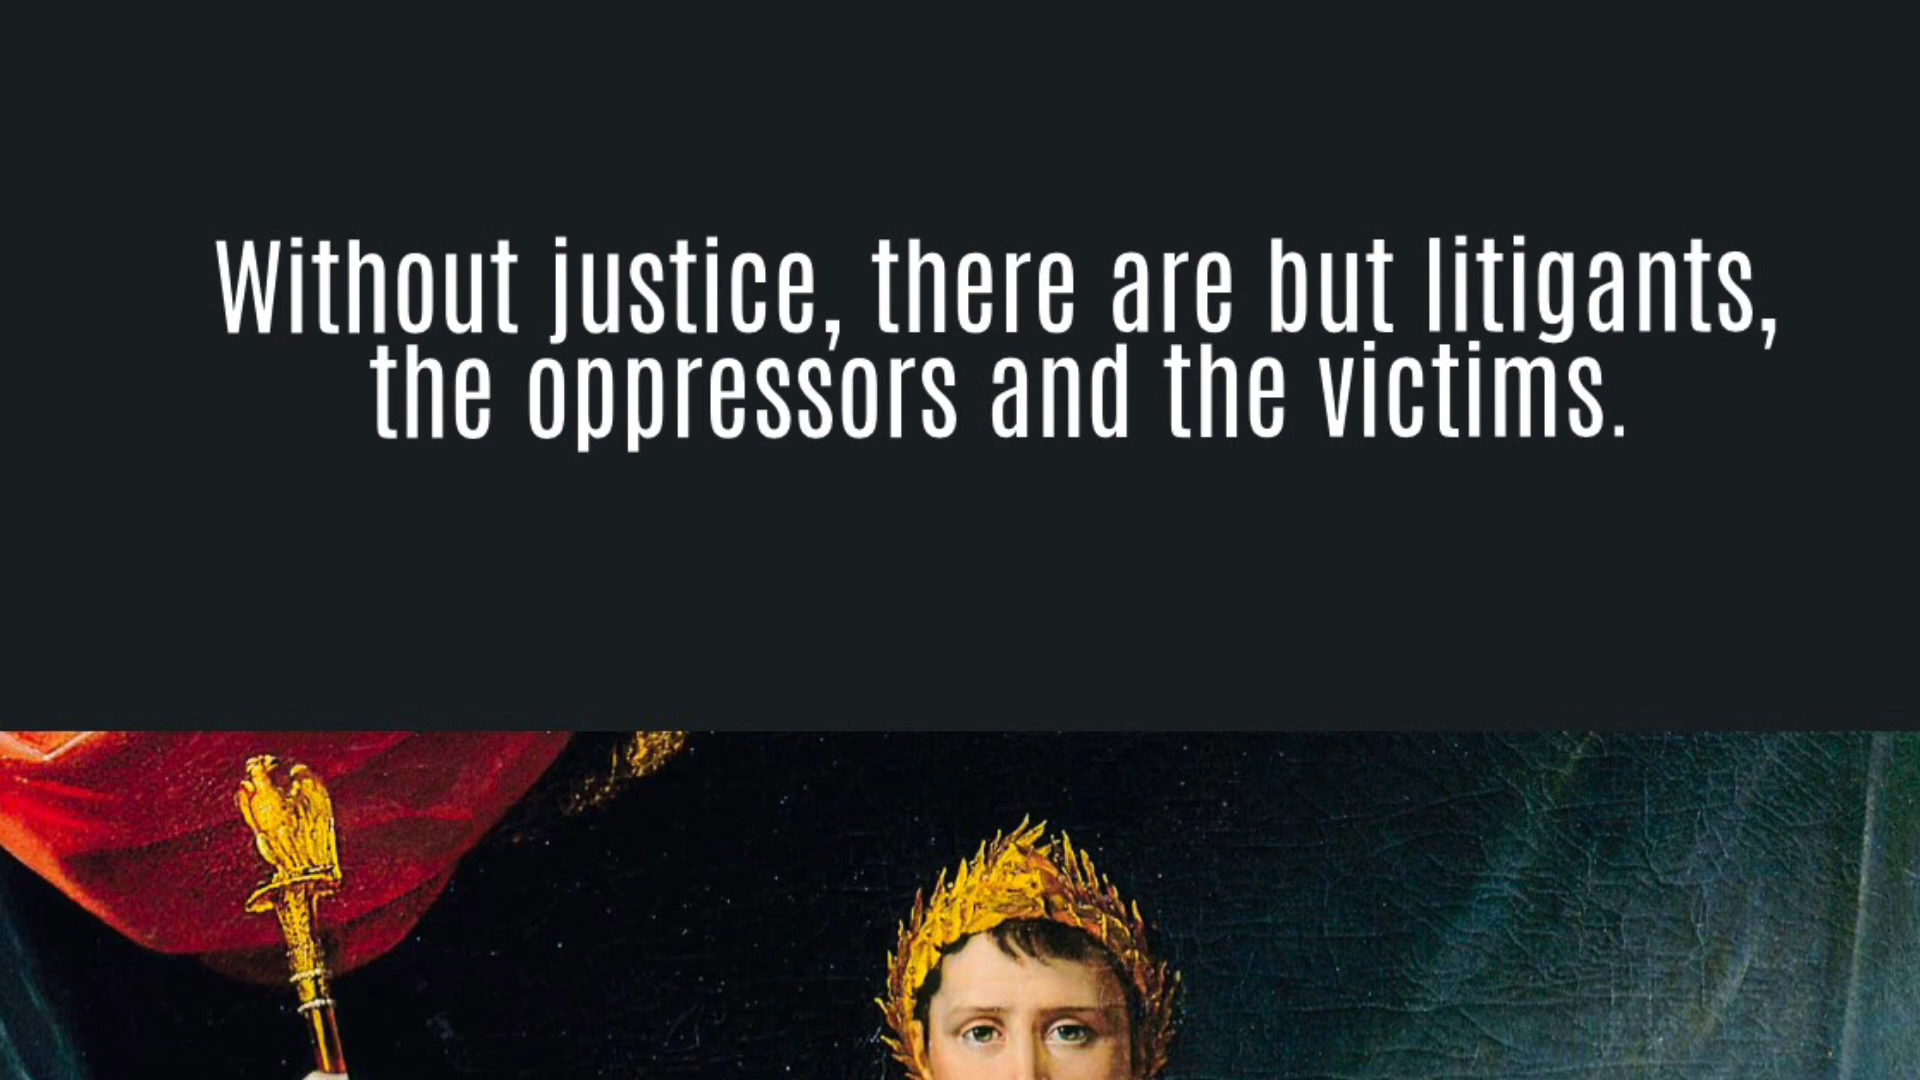 Without justice, there are but litigants,
the oppressors and the victims.